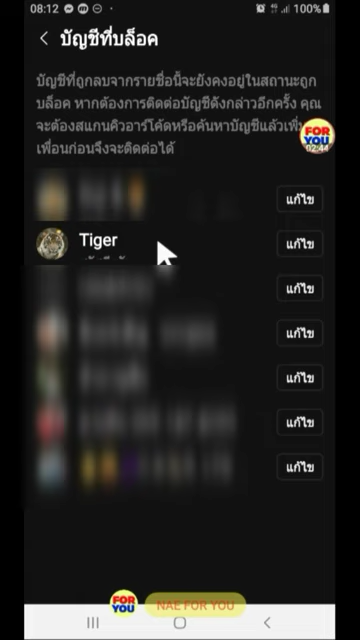 08:12
100%
บัญชีที่บล็อค
บัญชีที่ถูกลบจากรายชื่อนี้จะยังคงอยู่ในสถานะถูก
บล็อค หากต้องการติดต่อบัญชีดังกล่าวอีกครั้ง คุณ
จะต้องสแกนคิวอาร์โค้ดหรือค้นหาบัญชีแล้วเพิ่ม
เพื่อนก่อนจึงจะติดต่อได้
FOR
YOU
02:44
แก้ไข
Tiger
แก้ไข
แก้ไข
แก้ไข
แก้ไข
แก้ไข
แก้ไข
FOR
YOU
NAE FOR YOU